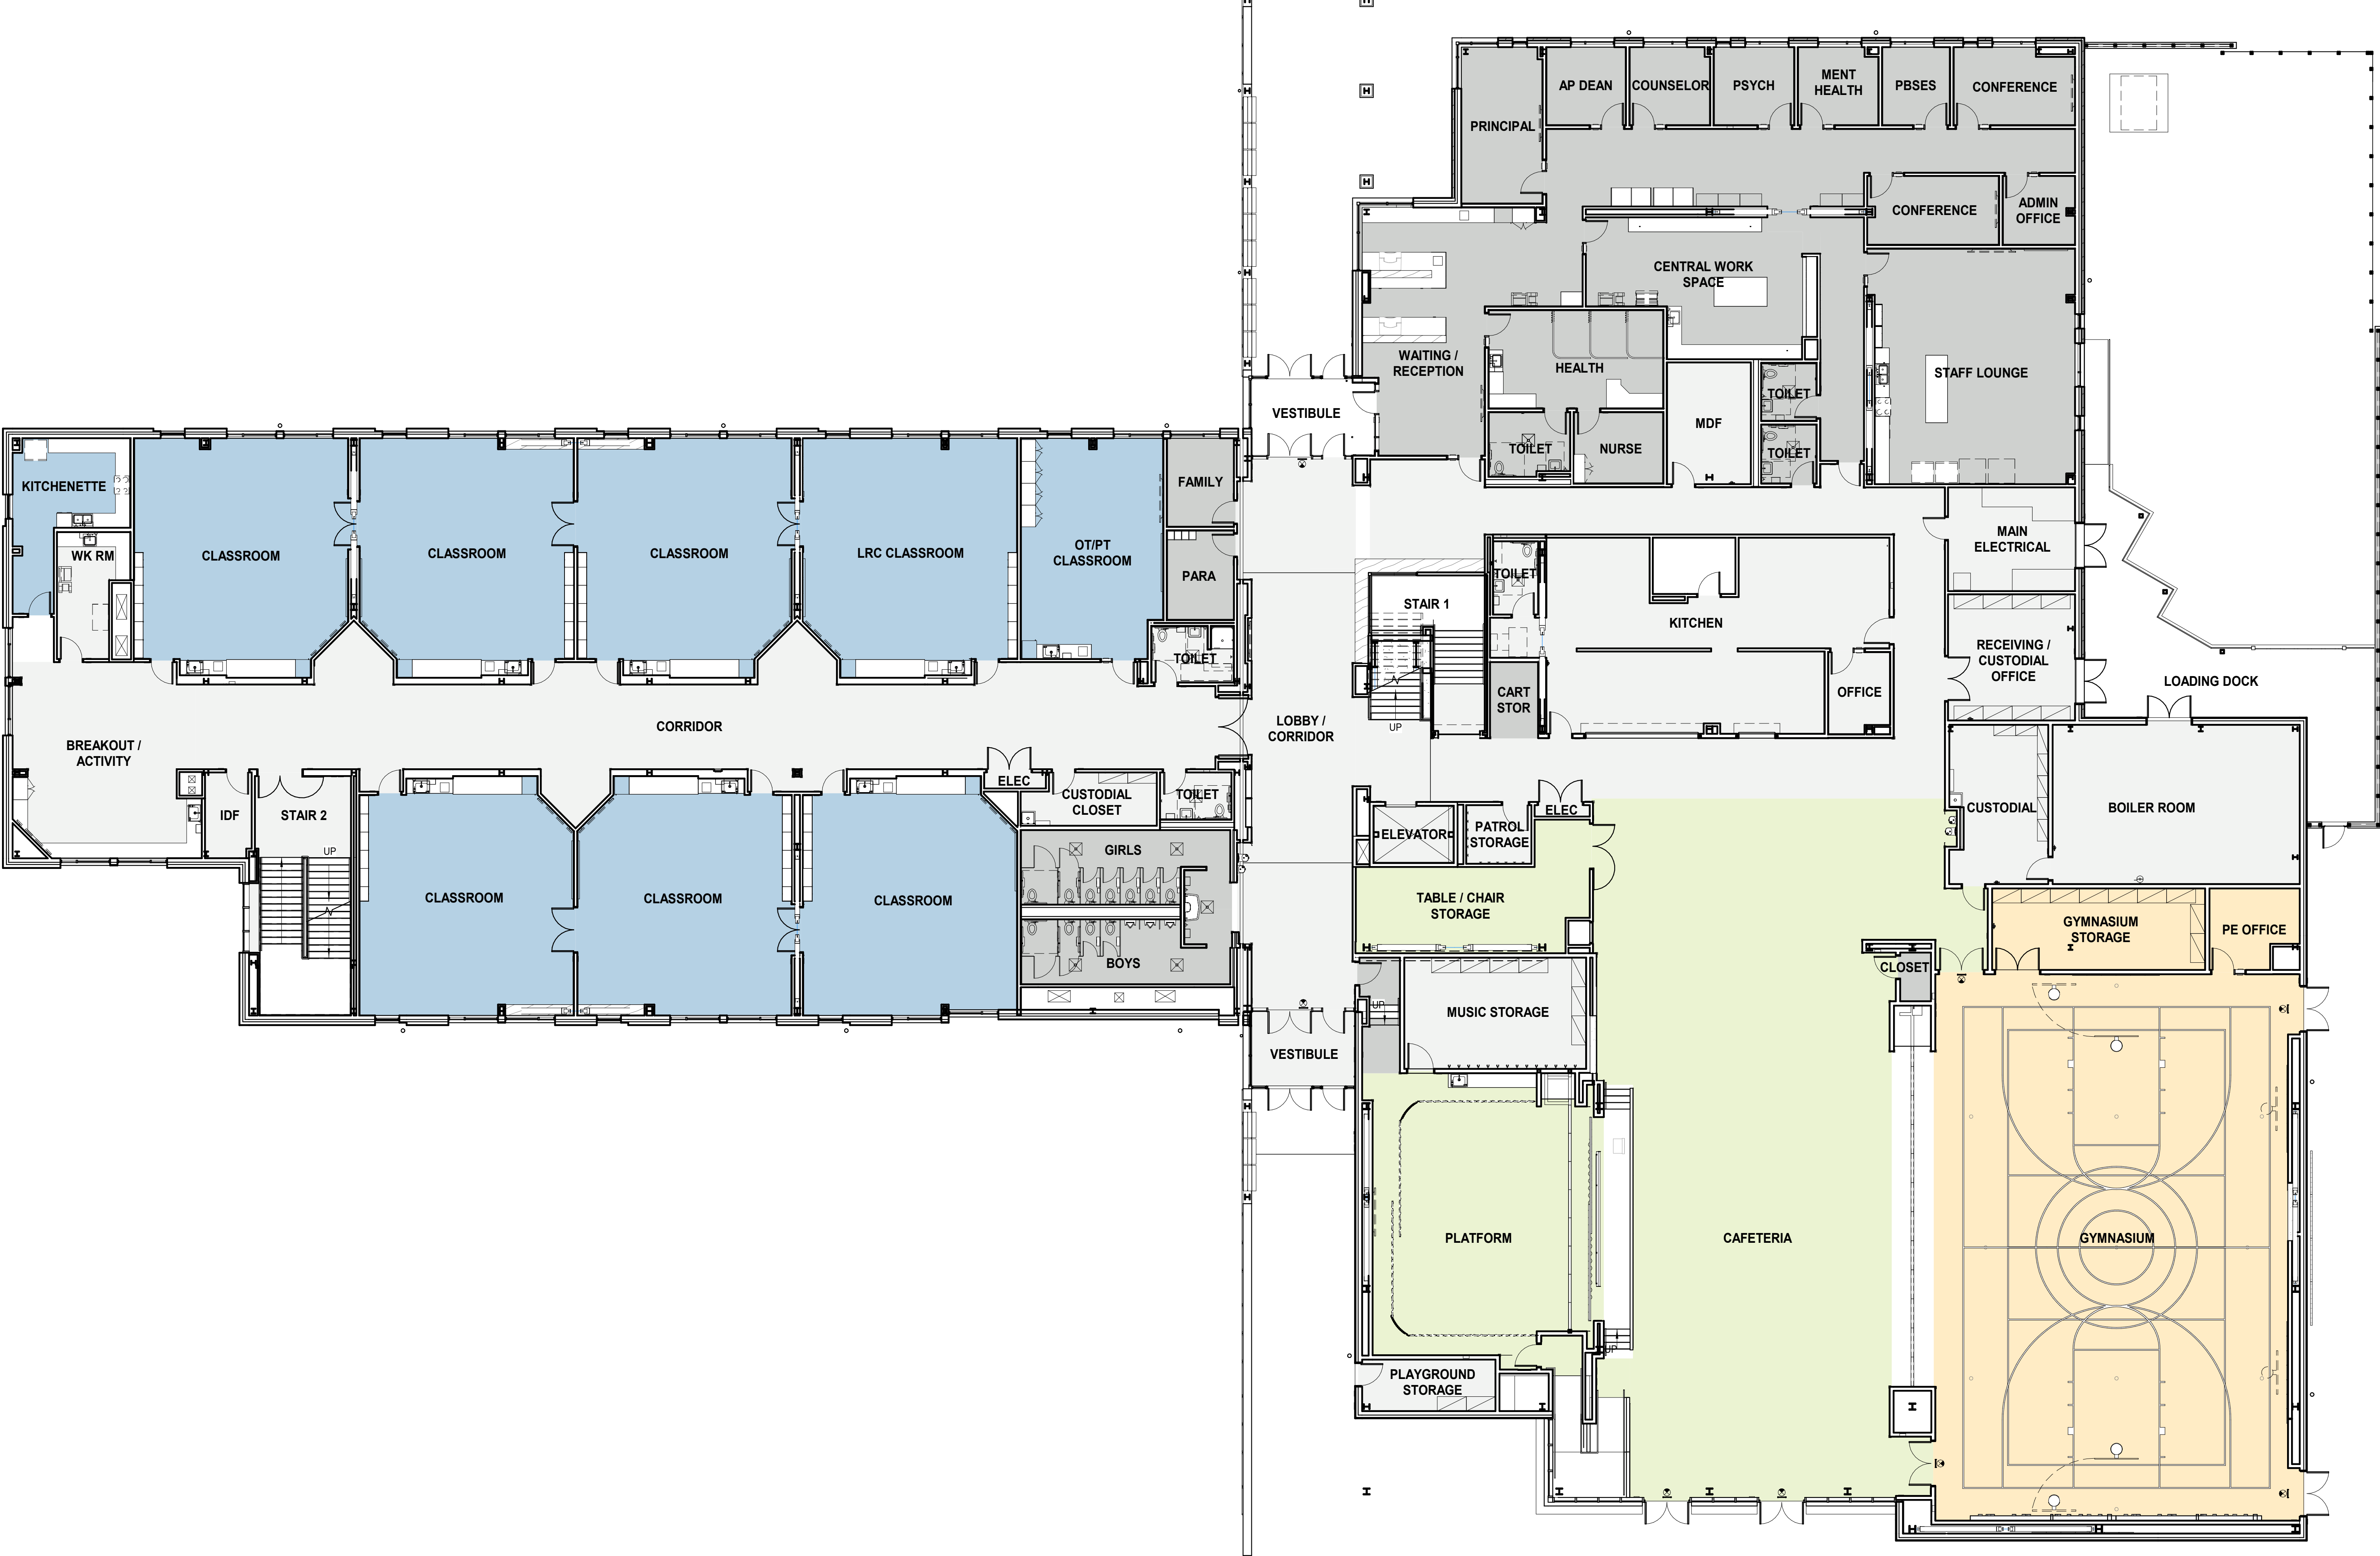 AP DEAN
COUNSELOR
PSYCH
MENT
HEALTH
PBSES
CONFERENCE
PRINCIPAL
CONFERENCE
ADMIN
OFFICE
CENTRAL WORK
SPACE
WAITING /
RECEPTION
HEALTH
STAFF LOUNGE
TOILET
VESTIBULE
MDF
TOILET
NURSE
TOILET
KITCHENETTE
FAMILY
WK RM
CLASSROOM
CLASSROOM
CLASSROOM
LRC CLASSROOM
OT/PT
CLASSROOM
PARA
MAIN
ELECTRICAL
TOILET
STAIR 1
KITCHEN
TOILET
RECEIVING /
CUSTODIAL
OFFICE
LOADING DOCK
CART
STOR
OFFICE
UP
CORRIDOR
LOBBY /
CORRIDOR
BREAKOUT /
ACTIVITY
ELEC
CUSTODIAL
CLOSET
TOILET
IDF
STAIR 2
UP
ELEC
ELEVATOR
PATROL
STORAGE
CUSTODIAL
BOILER ROOM
GIRLS
CLASSROOM
CLASSROOM
CLASSROOM
TABLE / CHAIR
STORAGE
BOYS
GYMNASIUM
STORAGE
PE OFFICE
CLOSET
UP
MUSIC STORAGE
VESTIBULE
PLATFORM
CAFETERIA
GYMNASIUM
UP
PLAYGROUND
STORAGE